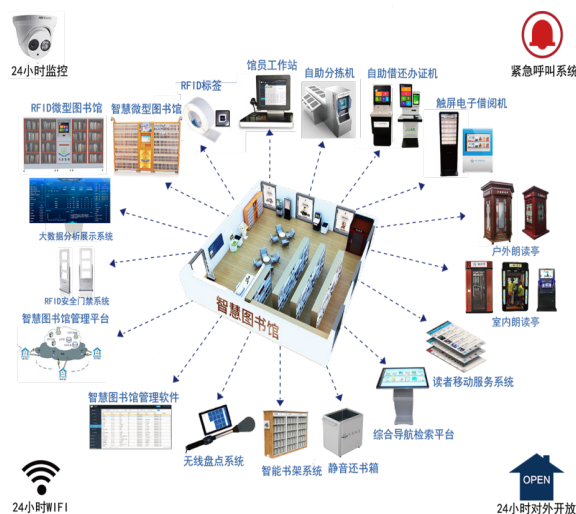 馆员工作站
自助分拣机
自助借还办证机
24小时监控
RFID标签
紧急呼叫系统
RFID微型图书馆
智慧微型图书馆
触屏电子借阅机
大数据分析展示系统
户外朗读亭
RFID安全门禁系统
智慧图书馆管理平台
室内朗读亭
智慧图书馆
读者移动服务系统
智慧图书馆管理软件
综合导航检索平台
无线盘点系统
智能书架系统
静音还书箱
OPEN
24小时WIFI
24小时对外开放